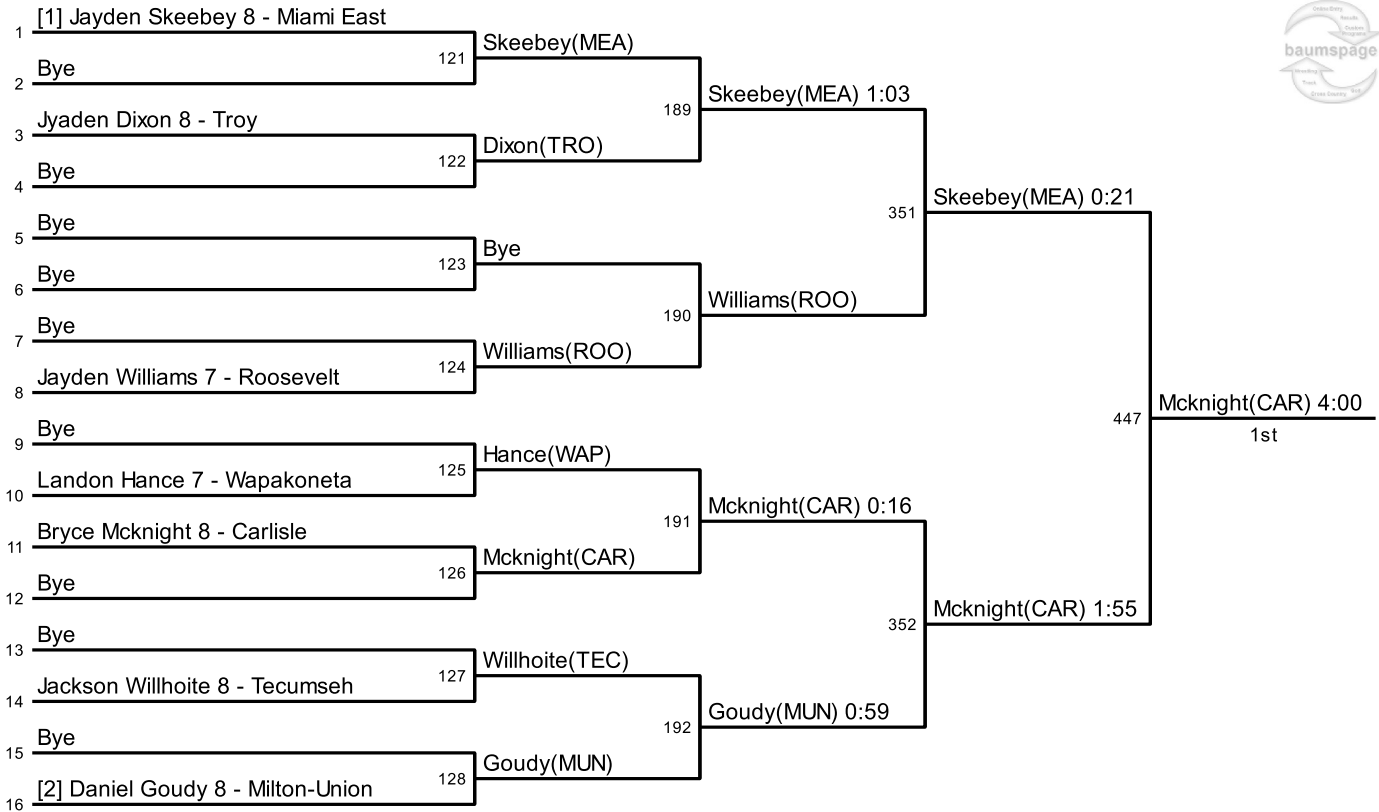 1 [1] Jayden Skeebey 8 - Miami East
121 Skeebey(MEA)
2 Bye
189 Skeebey(MEA) 1:03
3 Jyaden Dixon 8 - Troy
122 Dixon(TRO)
4 Bye
351 Skeebey(MEA) 0:21
5 Bye
123 Bye
6 Bye
190 Williams(ROO)
7 Bye
124 Williams(ROO)
8 Jayden Williams 7 - Roosevelt
447 Mcknight(CAR) 4:00
1st
9 Bye
125 Hance(WAP)
10 Landon Hance 7 - Wapakoneta
191 Mcknight(CAR) 0:16
11 Bryce Mcknight 8 - Carlisle
126 Mcknight(CAR)
12 Bye
352 Mcknight(CAR) 1:55
13 Bye
127 Willhoite(TEC)
14 Jackson Willhoite 8 - Tecumseh
192 Goudy(MUN) 0:59
15 Bye
128 Goudy(MUN)
16 [2] Daniel Goudy 8 - Milton-Union
baumspage